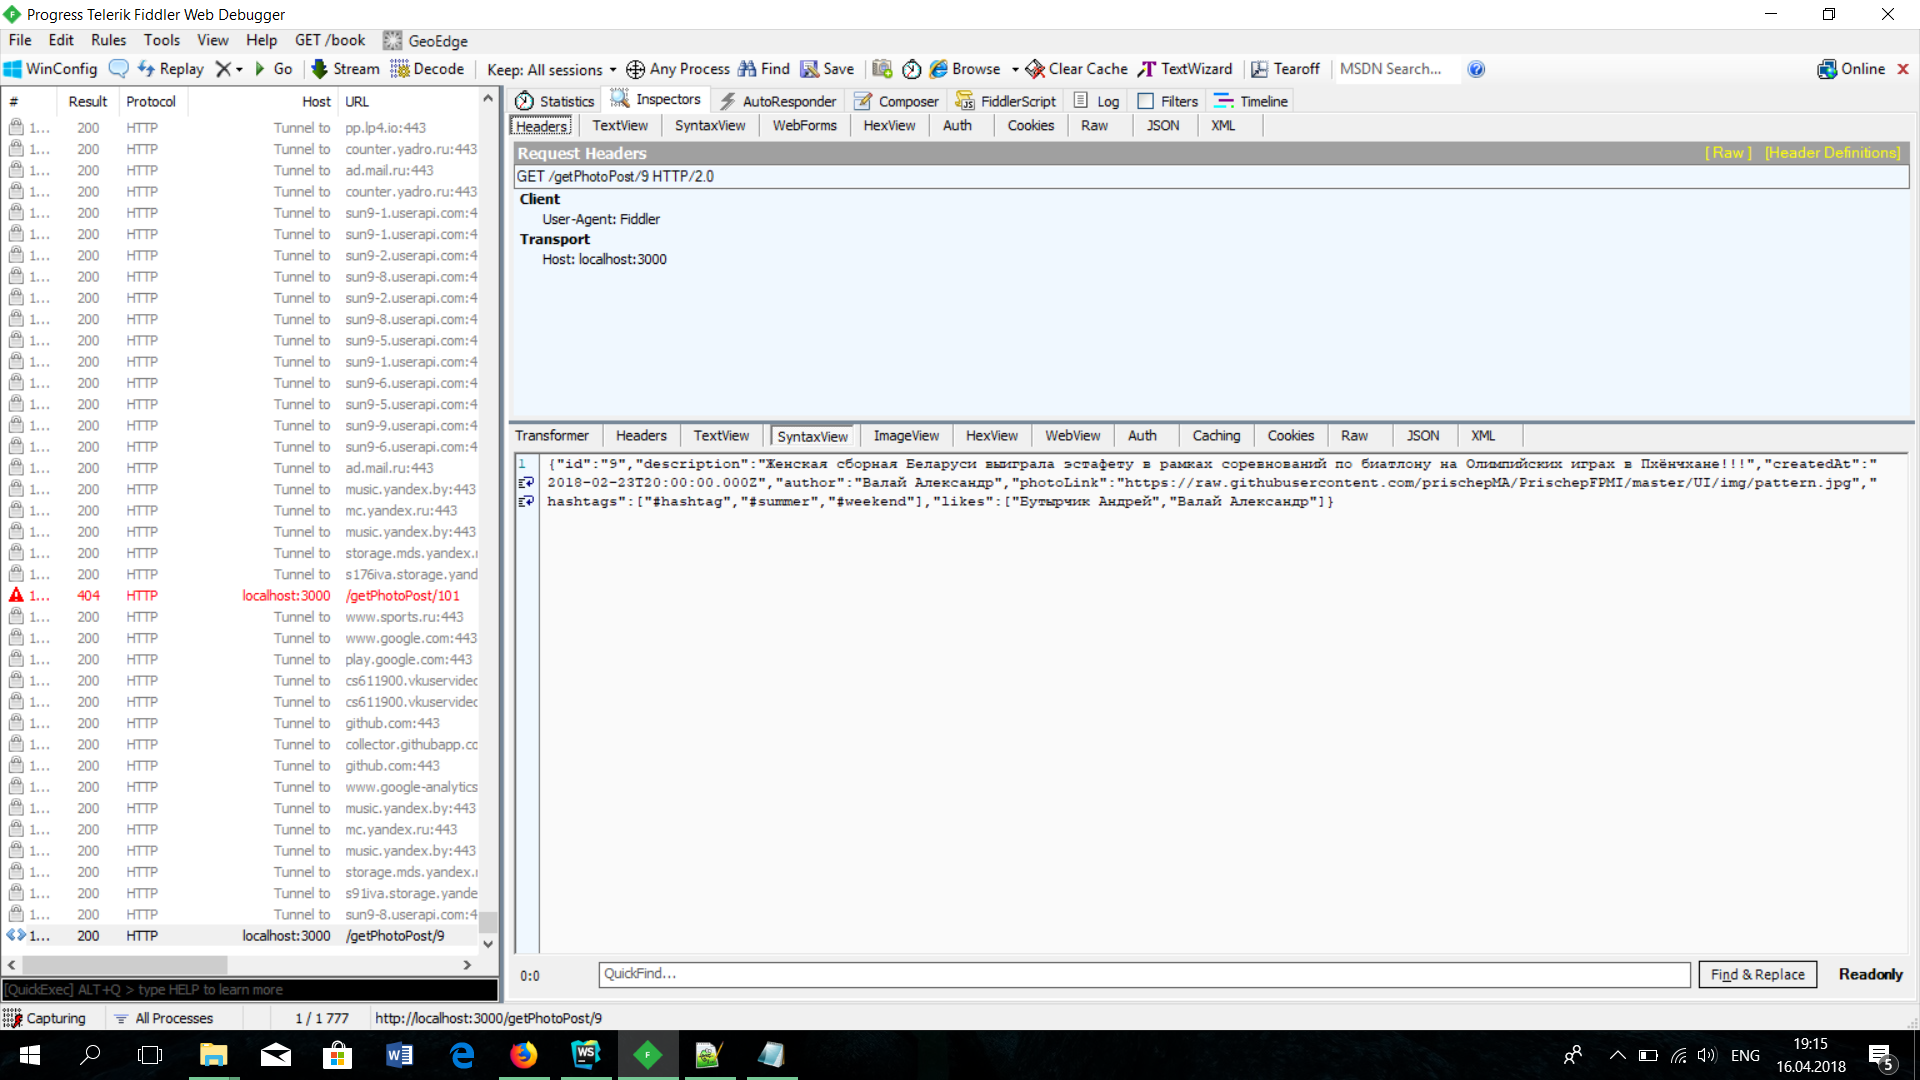 Progress Telerik Fiddler Web Debugger
File Edit Rules Tools View Help GET /book GeoEdge
WinConfig Replay Go Stream Decode Keep: All sessions Any Process Find Save Browse Clear Cache TextWizard Tearoff MSDN Search... Online
# Result Protocol Host URL
1... 200 HTTP Tunnel to pp.lp4.io:443
1... 200 HTTP Tunnel to counter.yadro.ru:443
1... 200 HTTP Tunnel to ad.mail.ru:443
1... 200 HTTP Tunnel to counter.yadro.ru:443
1... 200 HTTP Tunnel to sun9-1.userapi.com:4
1... 200 HTTP Tunnel to sun9-1.userapi.com:4
1... 200 HTTP Tunnel to sun9-2.userapi.com:4
1... 200 HTTP Tunnel to sun9-8.userapi.com:4
1... 200 HTTP Tunnel to sun9-2.userapi.com:4
1... 200 HTTP Tunnel to sun9-8.userapi.com:4
1... 200 HTTP Tunnel to sun9-5.userapi.com:4
1... 200 HTTP Tunnel to sun9-1.userapi.com:4
1... 200 HTTP Tunnel to sun9-6.userapi.com:4
1... 200 HTTP Tunnel to sun9-5.userapi.com:4
1... 200 HTTP Tunnel to sun9-9.userapi.com:4
1... 200 HTTP Tunnel to sun9-6.userapi.com:4
1... 200 HTTP Tunnel to ad.mail.ru:443
1... 200 HTTP Tunnel to music.yandex.by:443
1... 200 HTTP Tunnel to mc.yandex.ru:443
1... 200 HTTP Tunnel to music.yandex.by:443
1... 200 HTTP Tunnel to storage.mds.yandex.
1... 200 HTTP Tunnel to s176iva.storage.yand
1... 404 HTTP localhost:3000 /getPhotoPost/101
1... 200 HTTP Tunnel to www.sports.ru:443
1... 200 HTTP Tunnel to www.google.com:443
1... 200 HTTP Tunnel to play.google.com:443
1... 200 HTTP Tunnel to cs611900.vkuservidec
1... 200 HTTP Tunnel to cs611900.vkuservidec
1... 200 HTTP Tunnel to github.com:443
1... 200 HTTP Tunnel to collector.githubapp.cc
1... 200 HTTP Tunnel to github.com:443
1... 200 HTTP Tunnel to www.google-analytics
1... 200 HTTP Tunnel to music.yandex.by:443
1... 200 HTTP Tunnel to mc.yandex.ru:443
1... 200 HTTP Tunnel to music.yandex.by:443
1... 200 HTTP Tunnel to storage.mds.yandex.
1... 200 HTTP Tunnel to s91iva.storage.yande
1... 200 HTTP Tunnel to sun9-8.userapi.com:4
1... 200 HTTP localhost:3000 /getPhotoPost/9
[QuickExec] ALT+Q > type HELP to learn more
Capturing All Processes 1 / 1 777 http://localhost:3000/getPhotoPost/9
Statistics Inspectors AutoResponder Composer FiddlerScript Log Filters Timeline
Headers TextView SyntaxView WebForms HexView Auth Cookies Raw JSON XML
Request Headers [ Raw ] [Header Definitions]
GET /getPhotoPost/9 HTTP/2.0
Client
User-Agent: Fiddler
Transport
Host: localhost:3000
Transformer Headers TextView SyntaxView ImageView HexView WebView Auth Caching Cookies Raw JSON XML
1 {"id":"9","description":"Женская сборная Беларуси выиграла эстафету в рамках соревнований по биатлону на Олимпийских играх в Пхёнчхане!!!","createdAt":"
2018-02-23T20:00:00.000Z","author":"Валай Александр","photoLink":"https://raw.githubusercontent.com/prischepMA/PrischepFPMI/master/UI/img/pattern.jpg","
hashtags":["#hashtag","#summer","#weekend"],"likes":["Бутырчик Андрей","Валай Александр"]}
0:0 QuickFind... Find & Replace Readonly
ENG
19:15
16.04.2018
5